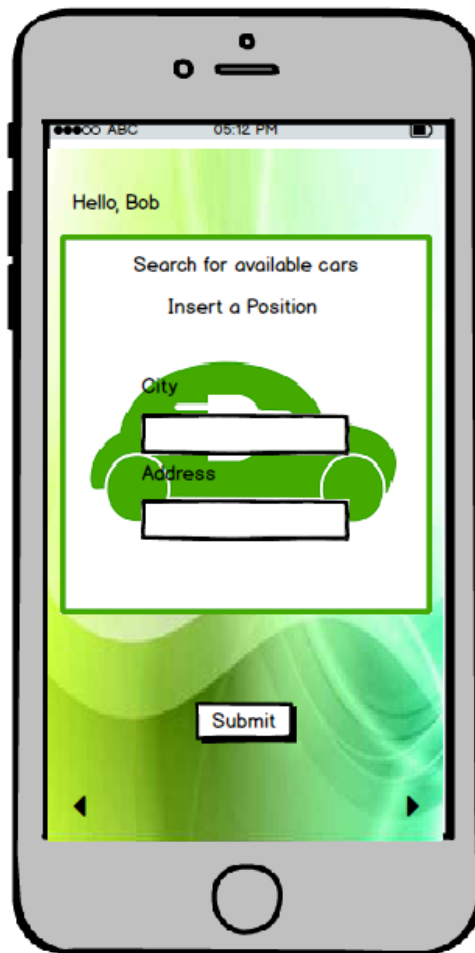 ABC 05:12 PM
Hello, Bob
Search for available cars
Insert a Position
City
Address
Submit